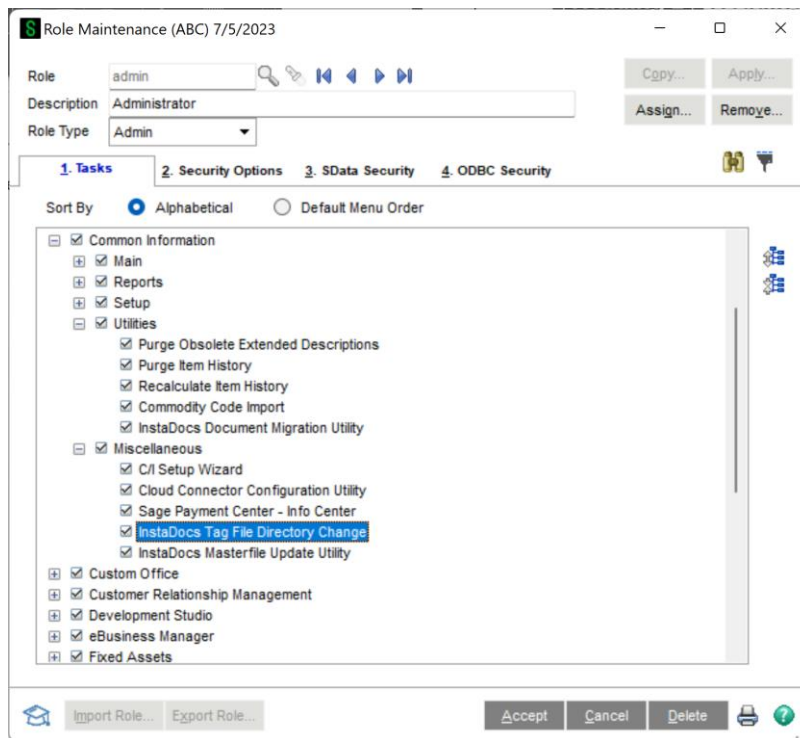 S Role Maintenance (ABC) 7/5/2023
Role admin Copy... Apply...
Description Administrator Assign... Remove...
Role Type Admin
1. Tasks 2. Security Options 3. SData Security 4. ODBC Security
Sort By Alphabetical Default Menu Order
Common Information
Main
Reports
Setup
Utilities
Purge Obsolete Extended Descriptions
Purge Item History
Recalculate Item History
Commodity Code Import
InstaDocs Document Migration Utility
Miscellaneous
C/I Setup Wizard
Cloud Connector Configuration Utility
Sage Payment Center - Info Center
InstaDocs Tag File Directory Change
InstaDocs Masterfile Update Utility
Custom Office
Customer Relationship Management
Development Studio
eBusiness Manager
Fixed Assets
Import Role... Export Role... Accept Cancel Delete ?